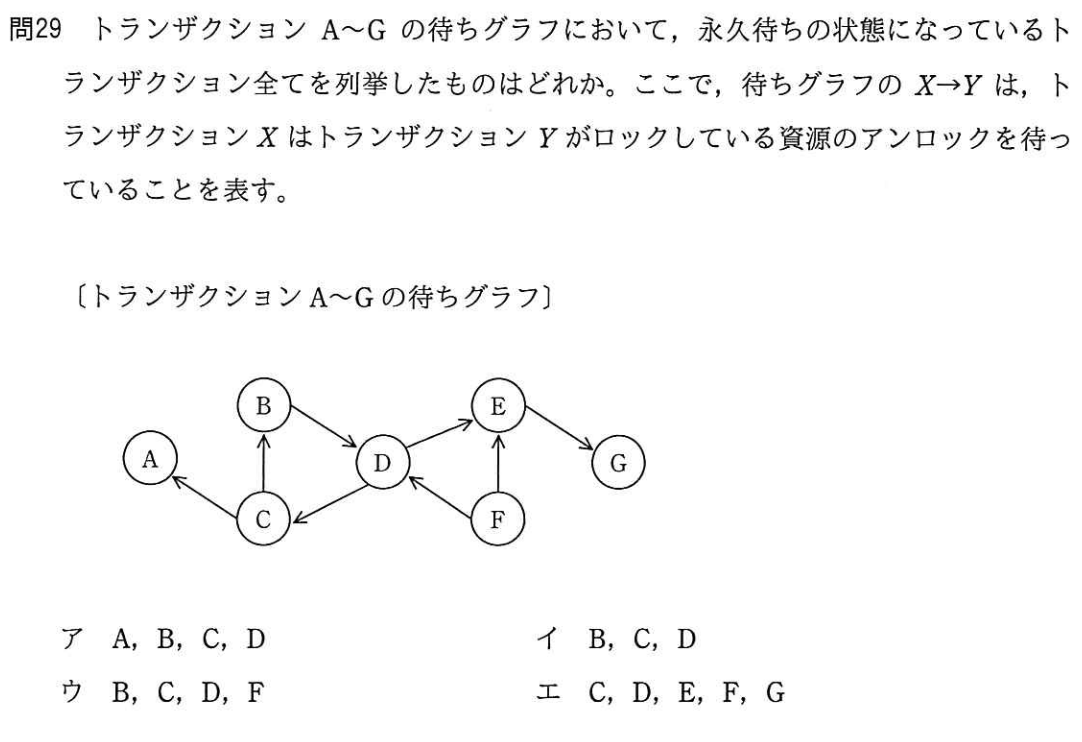 問29 トランザクション A～G の待ちグラフにおいて，永久待ちの状態になっているト
ランザクション全てを列挙したものはどれか。ここで，待ちグラフの X→Y は，ト
ランザクション X はトランザクション Y がロックしている資源のアンロックを待っ
ていることを表す。
〔トランザクション A～G の待ちグラフ〕
B
E
A
D
G
C
F
ア A，B，C，D
イ B，C，D
ウ B，C，D，F
エ C，D，E，F，G